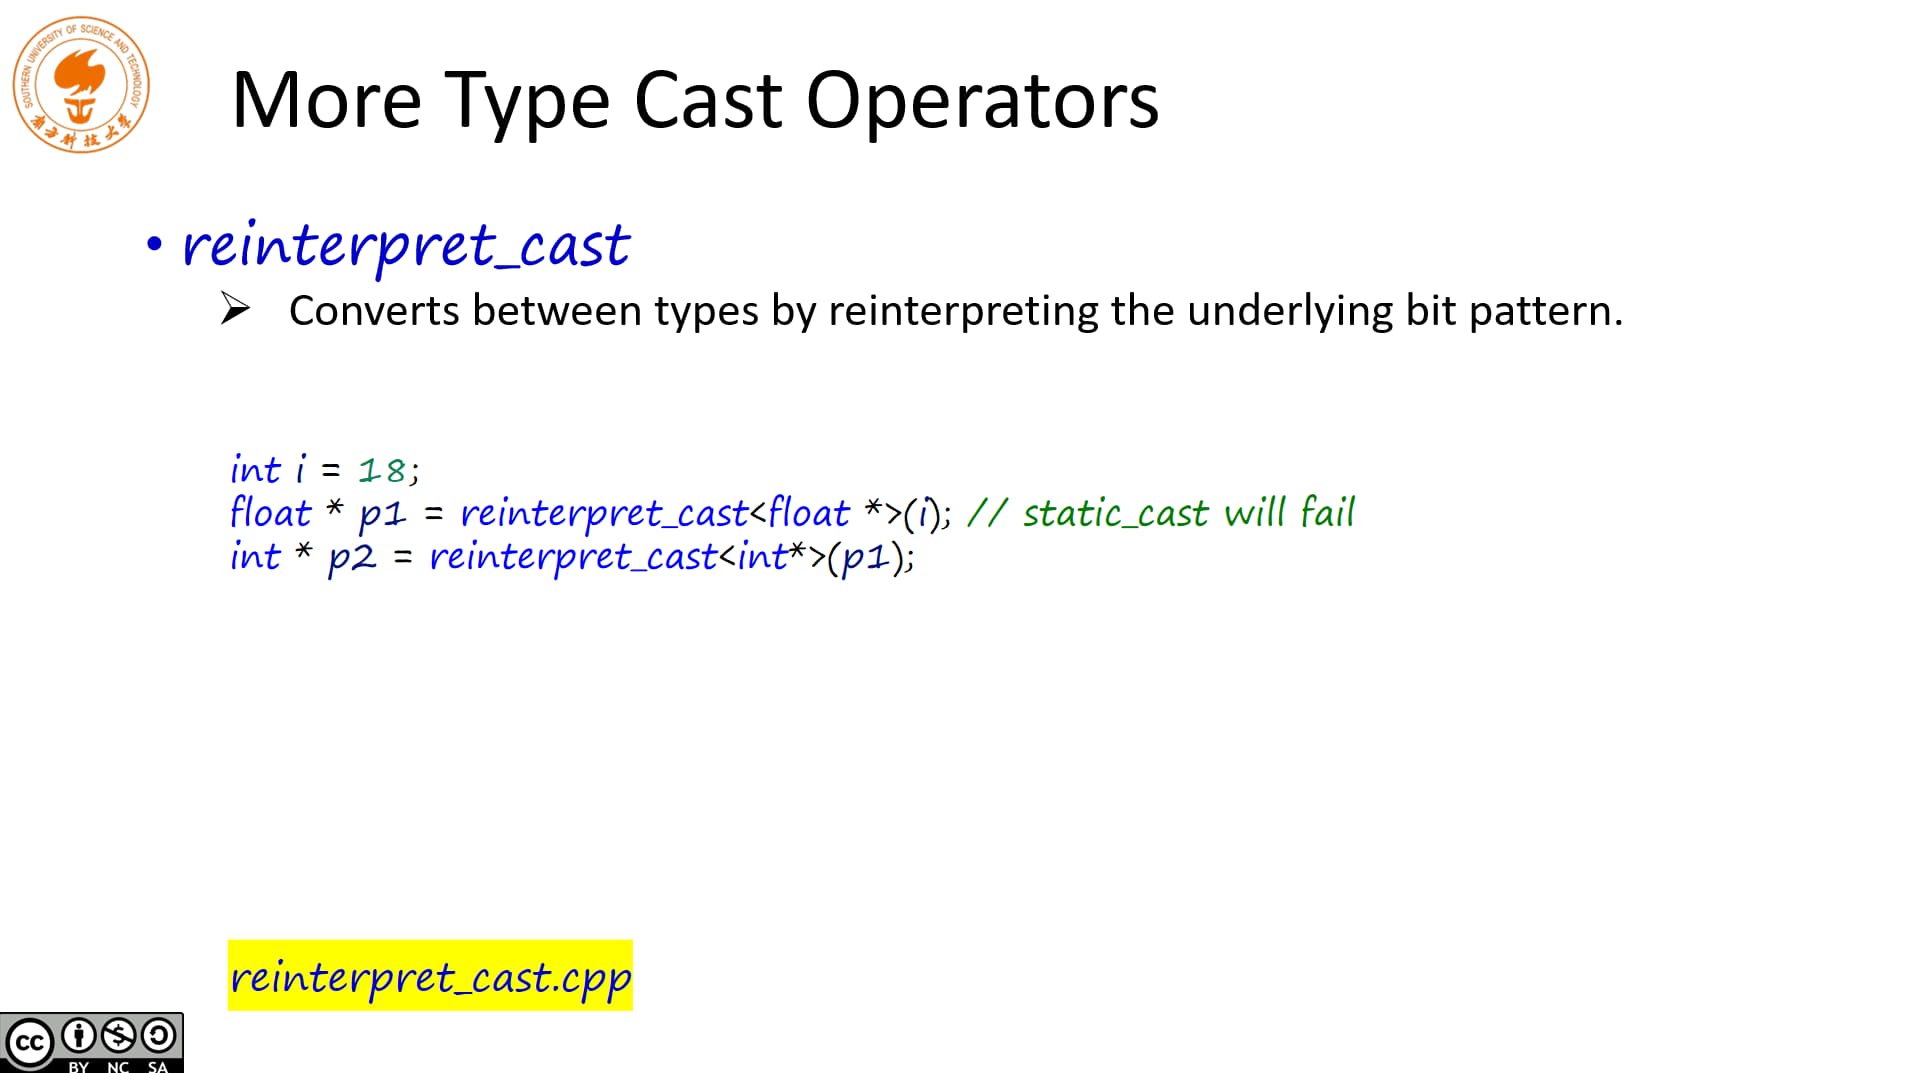 SOUTHERN UNIVERSITY OF SCIENCE AND TECHNOLOGY
南方科技大学
More Type Cast Operators
• reinterpret_cast
➢ Converts between types by reinterpreting the underlying bit pattern.
int i = 18;
float * p1 = reinterpret_cast<float *>(i); // static_cast will fail
int * p2 = reinterpret_cast<int*>(p1);
reinterpret_cast.cpp
cc
BY NC SA